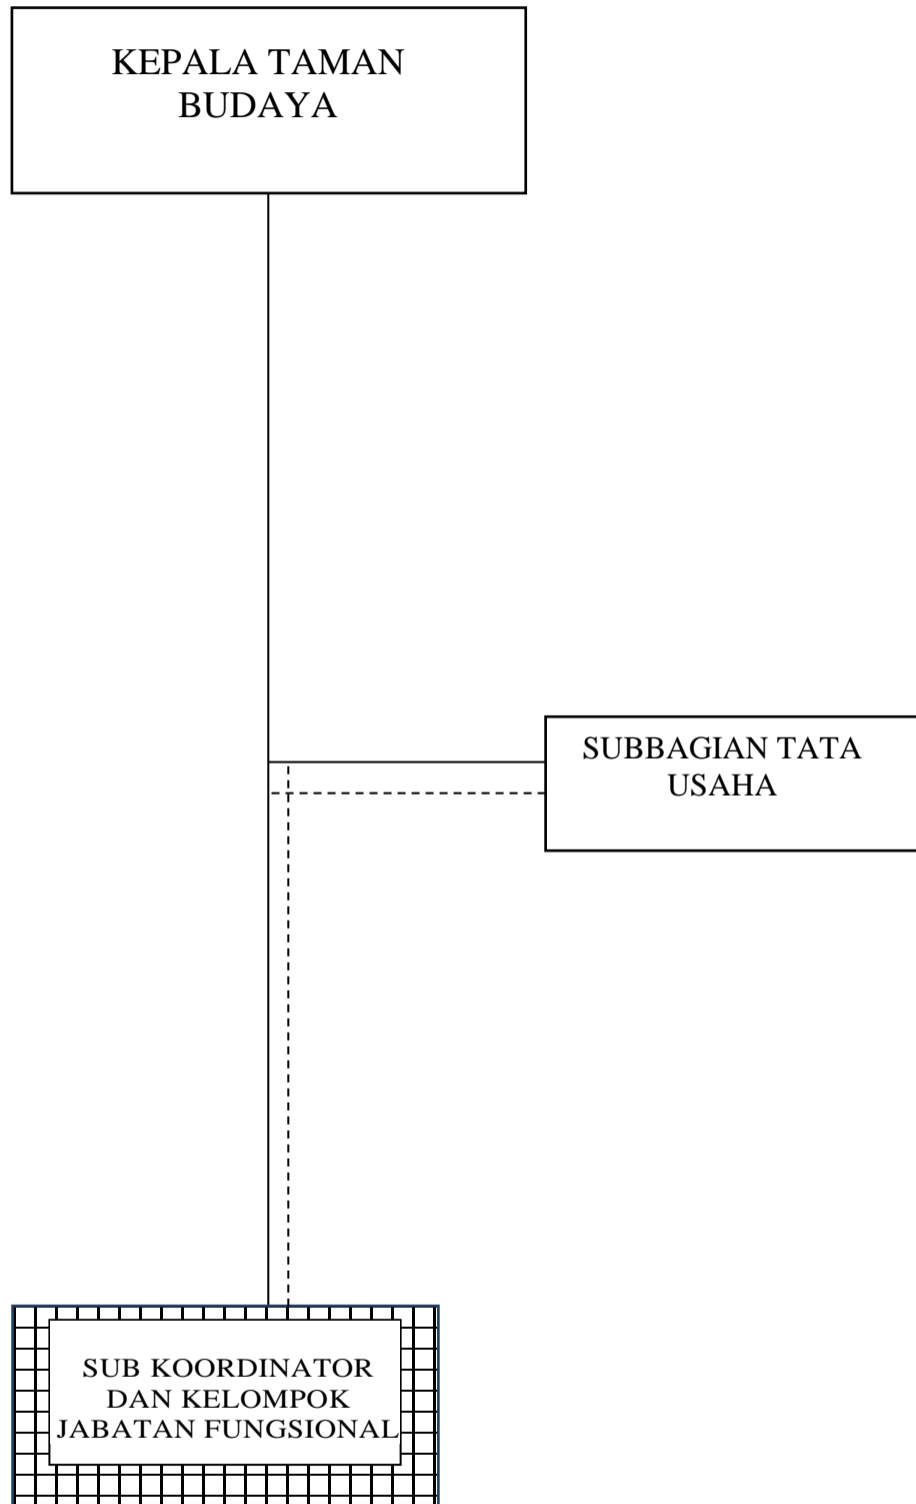 KEPALA TAMAN
BUDAYA
SUBBAGIAN TATA
USAHA
SUB KOORDINATOR
DAN KELOMPOK
JABATAN FUNGSIONAL